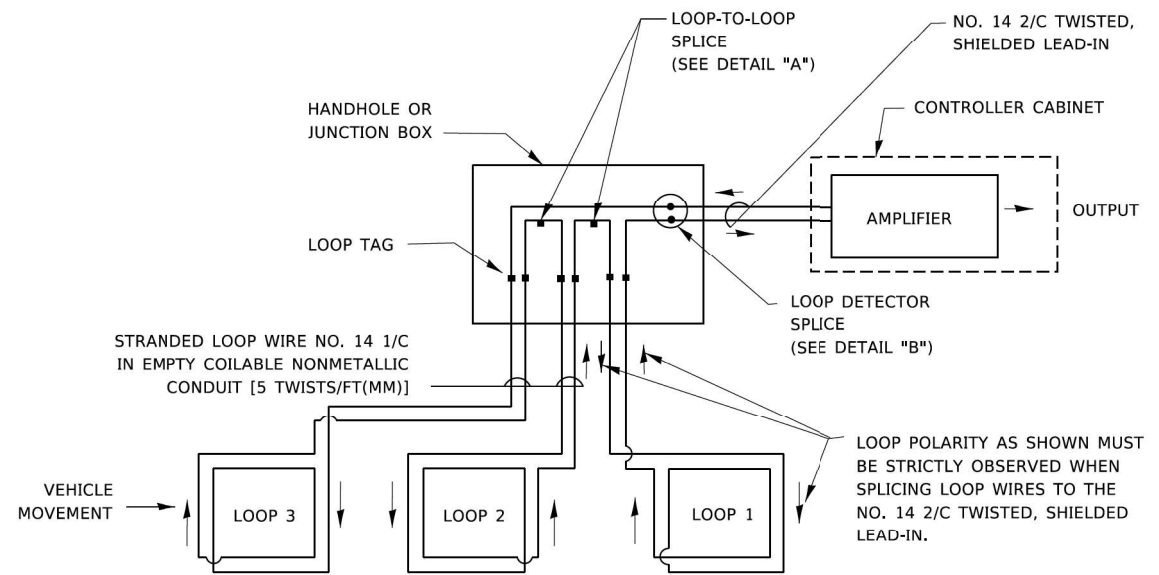 LOOP-TO-LOOP
SPLICE
(SEE DETAIL "A")
NO. 14 2/C TWISTED,
SHIELDED LEAD-IN
HANDHOLE OR
JUNCTION BOX
CONTROLLER CABINET
AMPLIFIER
OUTPUT
LOOP TAG
LOOP DETECTOR
SPLICE
(SEE DETAIL "B")
STRANDED LOOP WIRE NO. 14 1/C
IN EMPTY COILABLE NONMETALLIC
CONDUIT [5 TWISTS/FT(MM)]
LOOP POLARITY AS SHOWN MUST
BE STRICTLY OBSERVED WHEN
SPLICING LOOP WIRES TO THE
NO. 14 2/C TWISTED, SHIELDED
LEAD-IN.
VEHICLE
MOVEMENT
LOOP 3
LOOP 2
LOOP 1